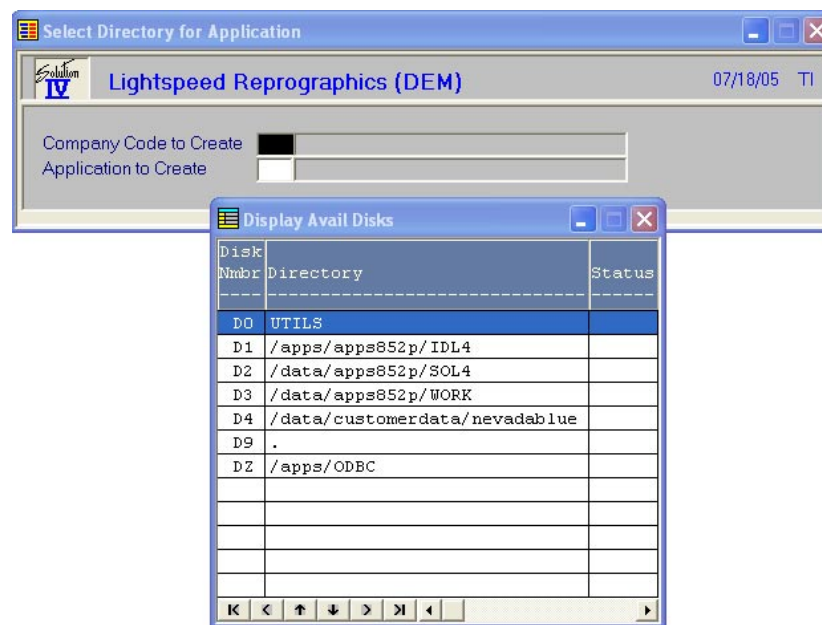 Select Directory for Application
Solution IV
Lightspeed Reprographics (DEM)
07/18/05 TI
Company Code to Create
Application to Create
Display Avail Disks
Disk
Nmbr Directory Status
---- ------------------------------ ------
D0 UTILS
D1 /apps/apps852p/IDL4
D2 /data/apps852p/SOL4
D3 /data/apps852p/WORK
D4 /data/customerdata/nevadablue
D9 .
DZ /apps/ODBC